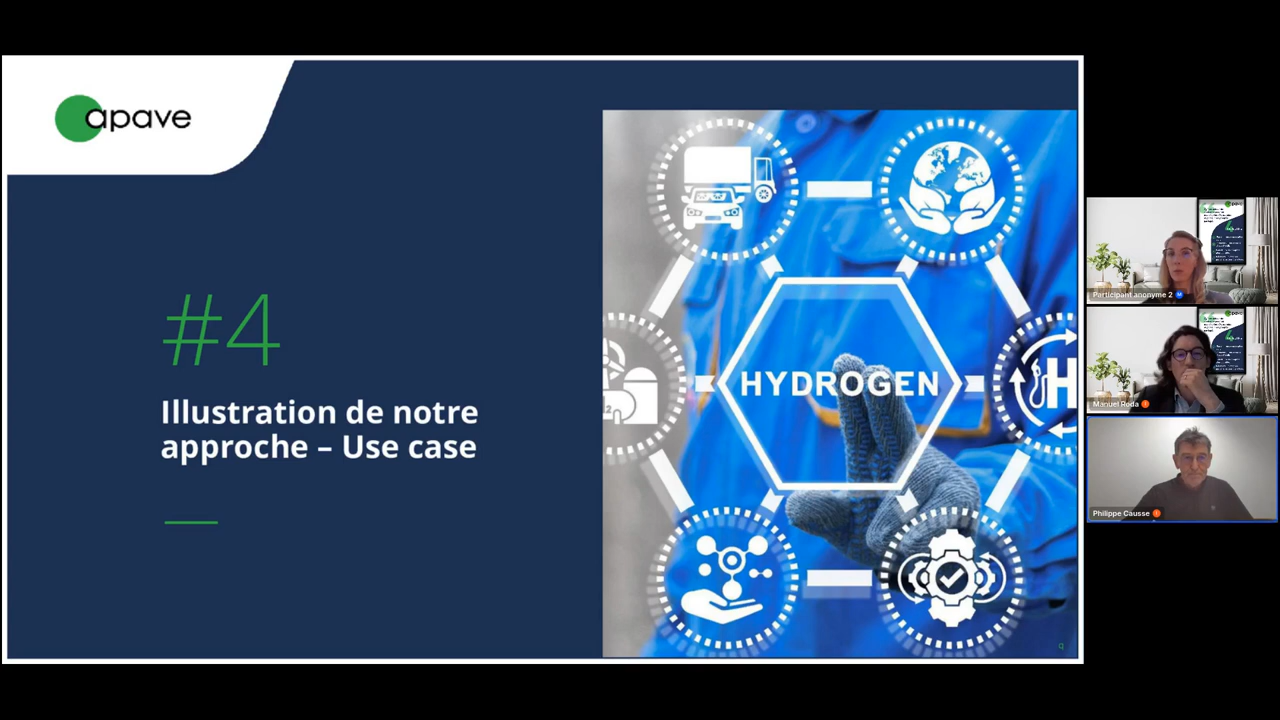 apave
#4
Illustration de notre
approche – Use case
HYDROGEN
H
Participant anonyme 2
Manuel Roda
Philippe Causse